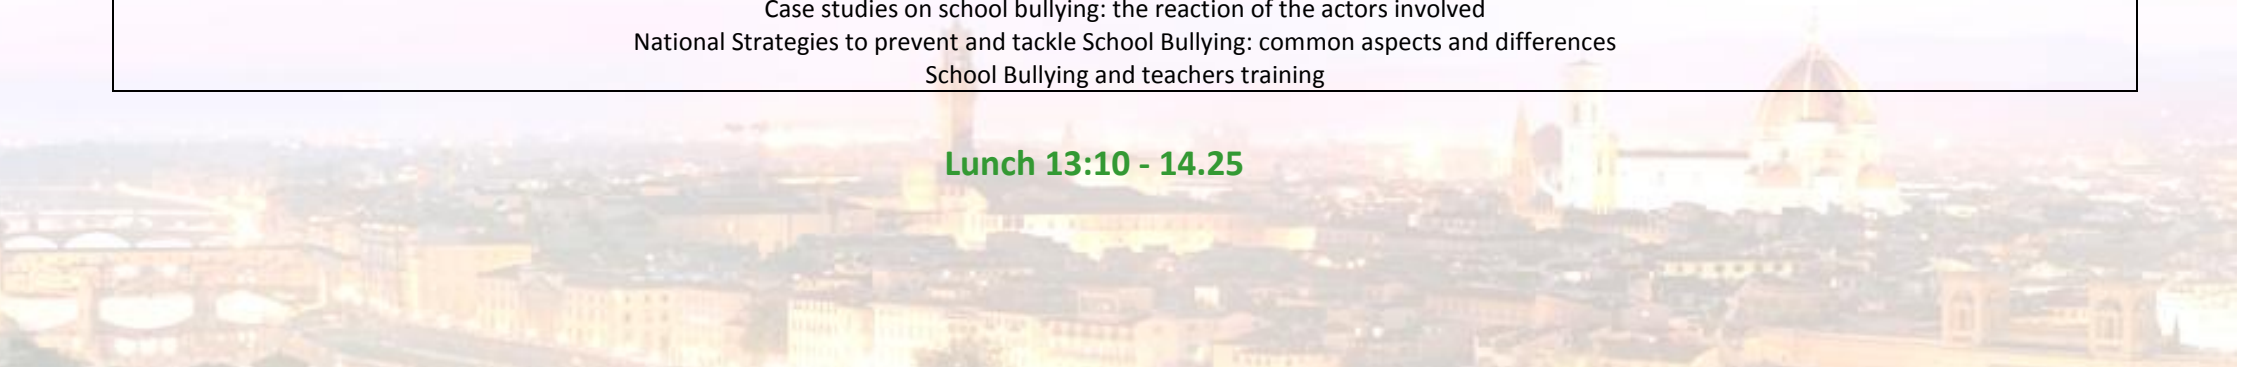 Case studies on school bullying: the reaction of the actors involved
National Strategies to prevent and tackle School Bullying: common aspects and differences
School Bullying and teachers training
Lunch 13:10 - 14.25